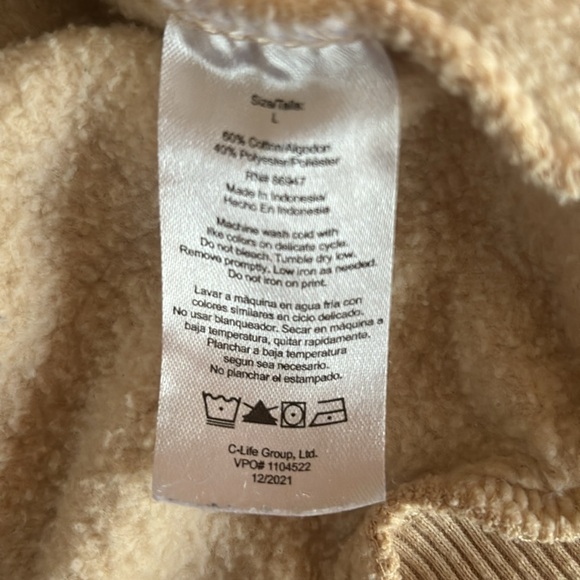 Size/Talla:
L
60% Cotton/Algodon
40% Polyester/Poliéster
RN# 86947
Made In Indonesia/
Hecho En Indonesia
Machine wash cold with
like colors on delicate cycle.
Do not bleach. Tumble dry low.
Remove promptly. Low iron as needed.
Do not iron on print.
Lavar a máquina en agua fría con
colores similares en ciclo delicado.
No usar blanqueador. Secar en máquina a
baja temperatura, quitar rapidamente.
Planchar a baja temperatura
segun sea necesario.
No planchar el estampado.
C-Life Group, Ltd.
VPO# 1104522
12/2021